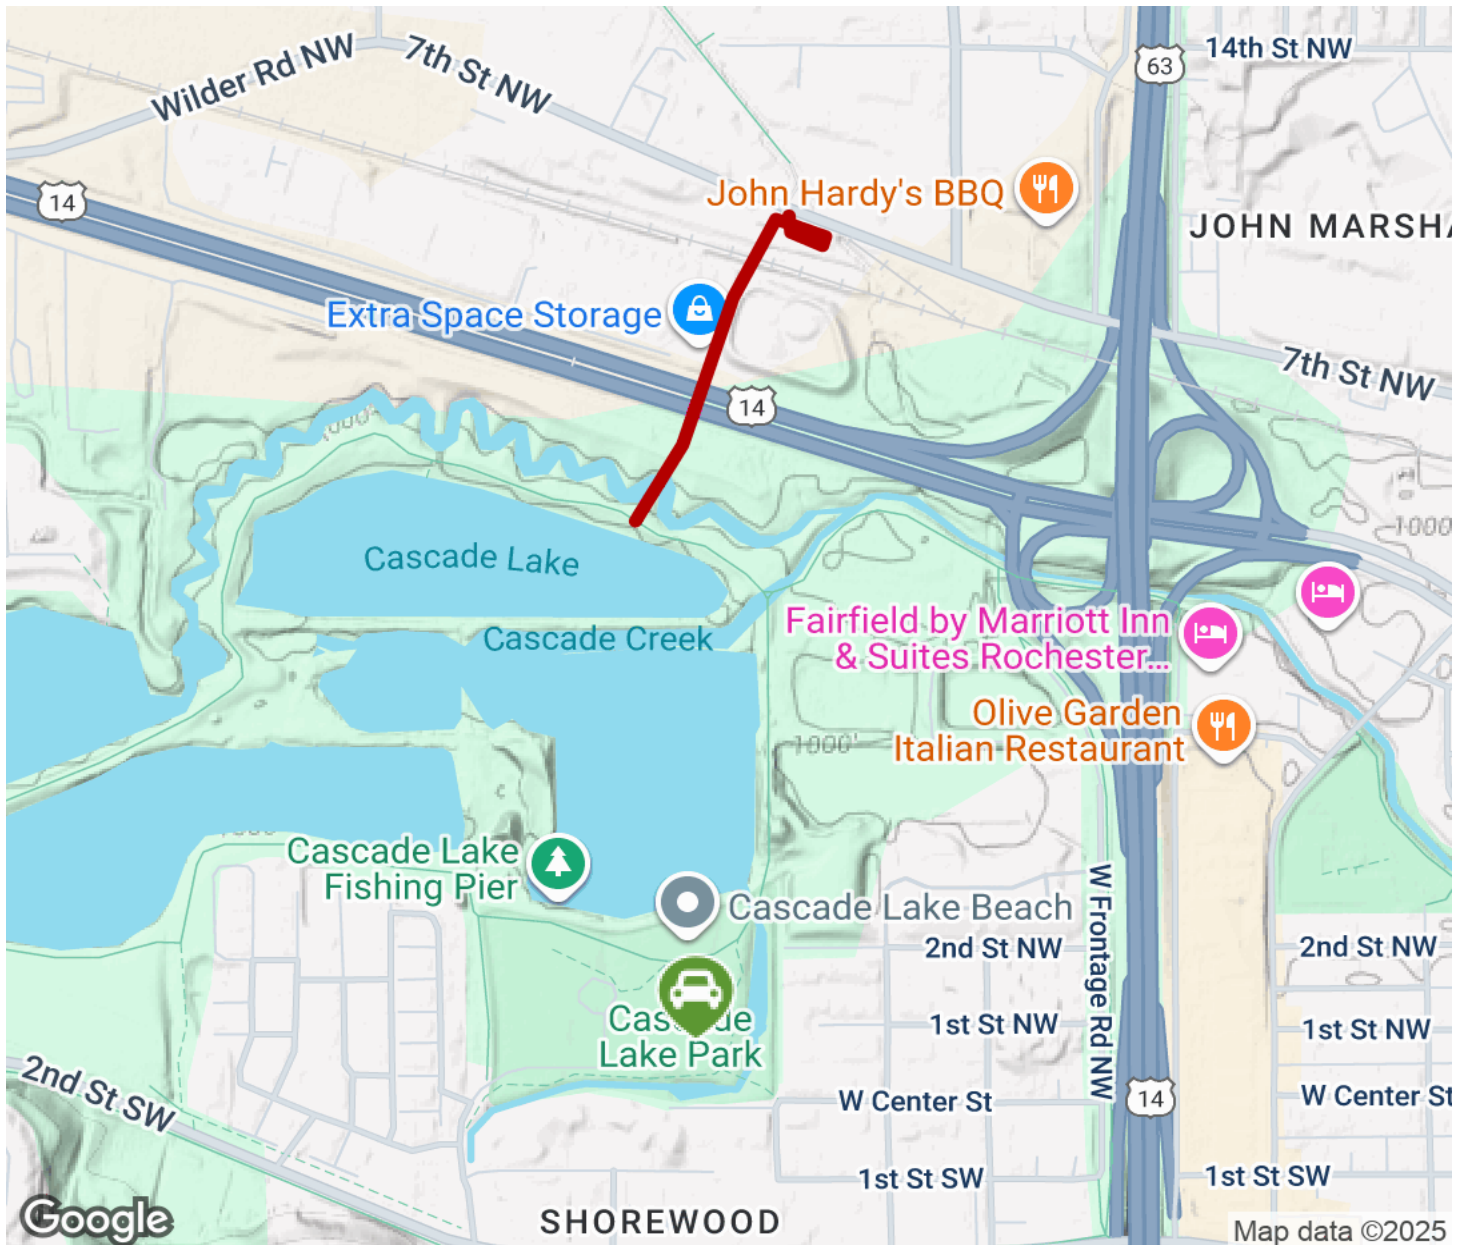 Wilder Rd NW
7th St NW
63
14th St NW
14
John Hardy's BBQ
JOHN MARSHA
Extra Space Storage
14
7th St NW
1000'
1000
Cascade Lake
Cascade Creek
Fairfield by Marriott Inn
& Suites Rochester...
Olive Garden
Italian Restaurant
1000'
Cascade Lake
Fishing Pier
Cascade Lake Beach
W Frontage Rd NW
2nd St NW
2nd St NW
Cascade
Lake Park
1st St NW
1st St NW
2nd St SW
W Center St
14
W Center St
1st St SW
1st St SW
SHOREWOOD
Google
Map data ©2025